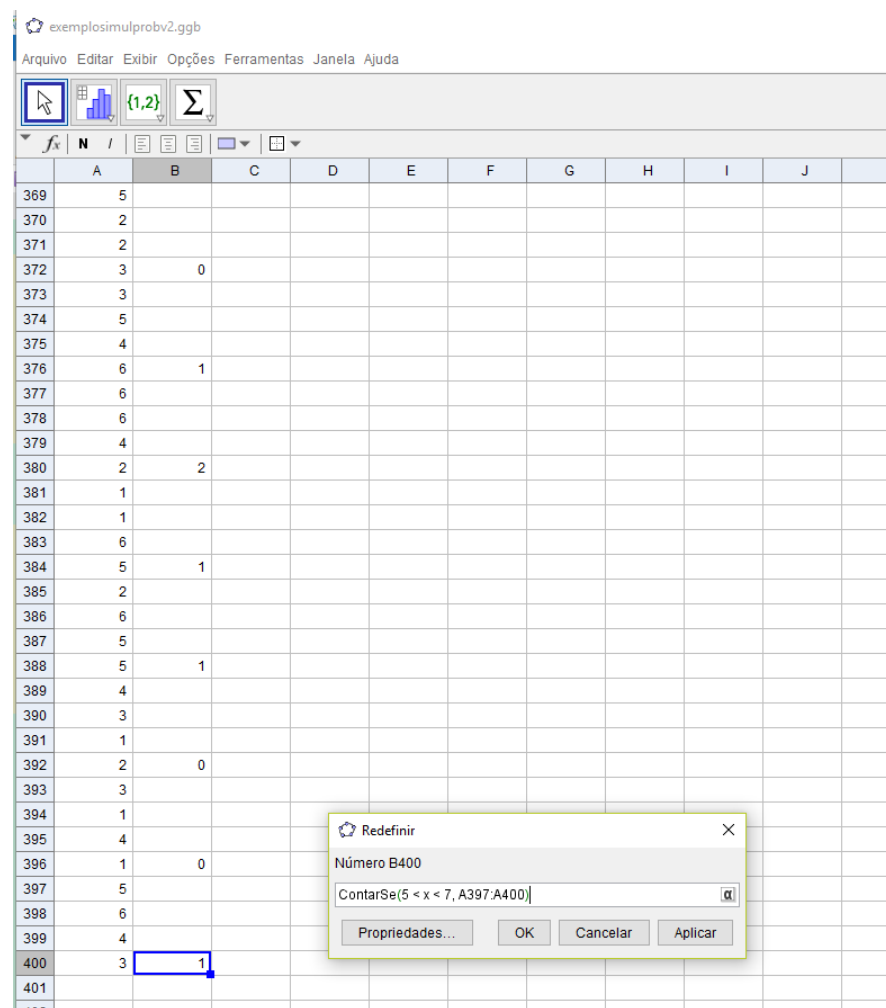 exemplosimulprobv2.ggb
Arquivo Editar Exibir Opções Ferramentas Janela Ajuda
{1,2} Σ
fx N I
A B C D E F G H I J
369 5
370 2
371 2
372 3 0
373 3
374 5
375 4
376 6 1
377 6
378 6
379 4
380 2 2
381 1
382 1
383 6
384 5 1
385 2
386 6
387 5
388 5 1
389 4
390 3
391 1
392 2 0
393 3
394 1
395 4
396 1 0
397 5
398 6
399 4
400 3 1
401
Redefinir
Número B400
ContarSe(5 < x < 7, A397:A400)
α
Propriedades... OK Cancelar Aplicar